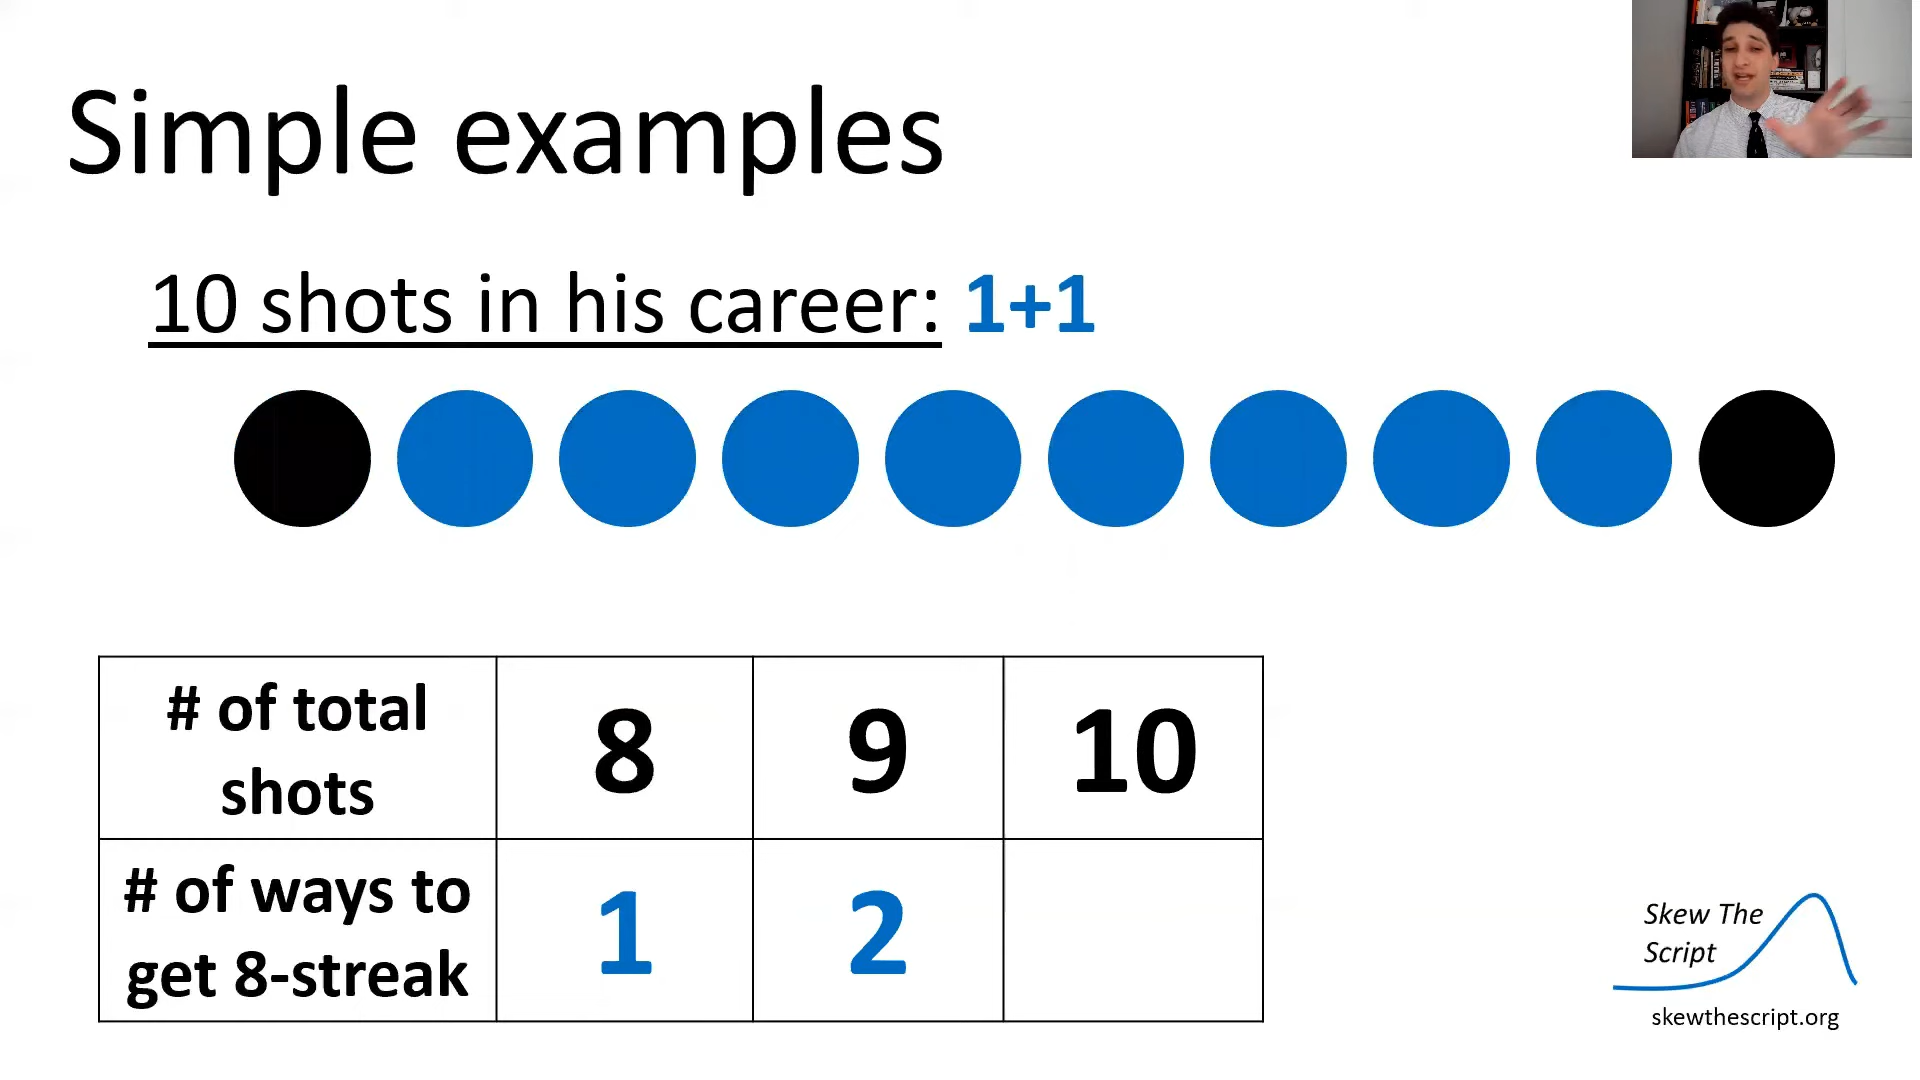 Simple examples
10 shots in his career: 1+1
# of total
shots
8
9
10
# of ways to
get 8-streak
1
2
Skew The
Script
skewthescript.org